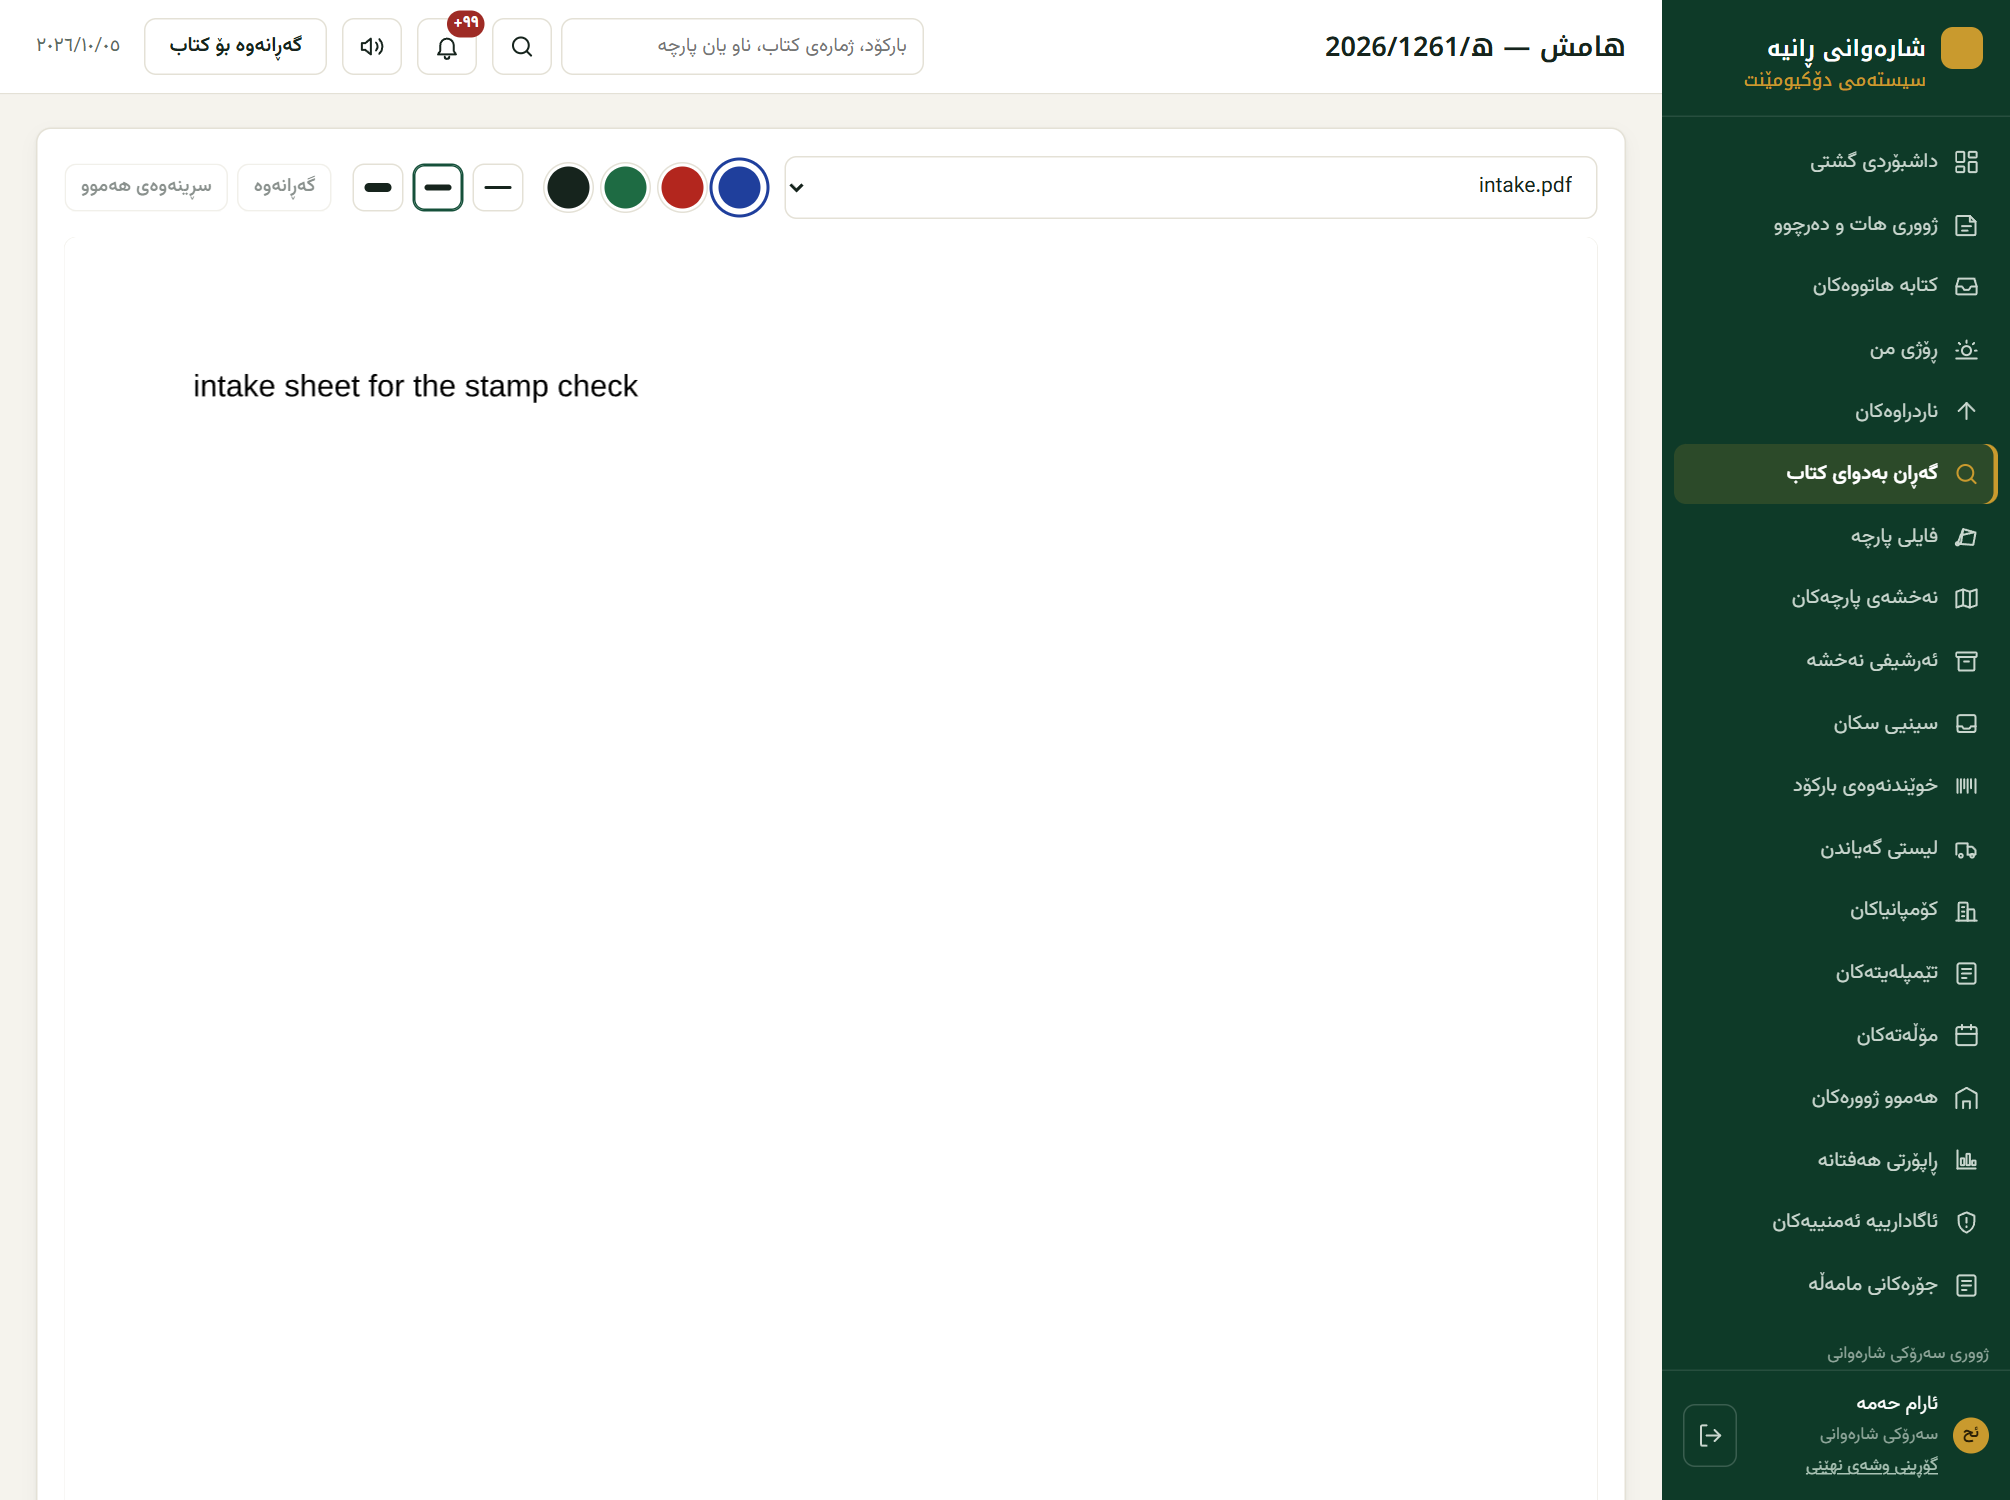 شارەوانی ڕانیە
سیستەمی دۆکیومێنت
داشبۆردی گشتی
ژووری هات و دەرچوو
کتابە هاتووەکان
ڕۆژی من
ناردراوەکان
گەڕان بەدوای کتاب
فایلی پارچە
نەخشەی پارچەکان
ئەرشیفی نەخشە
سینیی سکان
خوێندنەوەی بارکۆد
لیستی گەیاندن
کۆمپانیاکان
تێمپلەیتەکان
مۆڵەتەکان
هەموو ژوورەکان
ڕاپۆرتی هەفتانە
ئاگادارییە ئەمنییەکان
جۆرەکانی مامەڵە
ژووری سەرۆکی شارەوانی
ئح
ئارام حەمە
سەرۆکی شارەوانی
گۆڕینی وشەی نهێنی
هامش — ھ/2026/1261
بارکۆد، ژمارەی کتاب، ناو یان پارچە
+٩٩
گەڕانەوە بۆ کتاب
٢٠٢٦/١٠/٠٥
intake.pdf
گەڕانەوە
سڕینەوەی هەموو
intake sheet for the stamp check